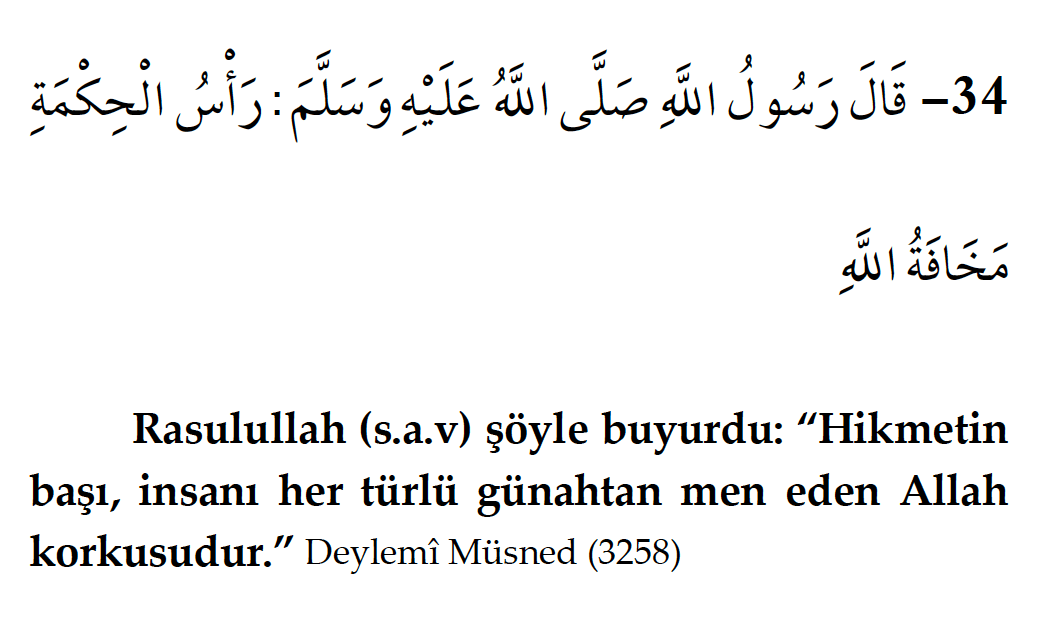 34– قَالَ رَسُولُ اللَّهِ صَلَّى اللَّهُ عَلَيْهِ وَسَلَّمَ : رَأْسُ الْحِكْمَةِ
مَخَافَةُ اللَّهِ
Rasulullah (s.a.v) şöyle buyurdu: “Hikmetin
başı, insanı her türlü günahtan men eden Allah
korkusudur.” Deylemî Müsned (3258)